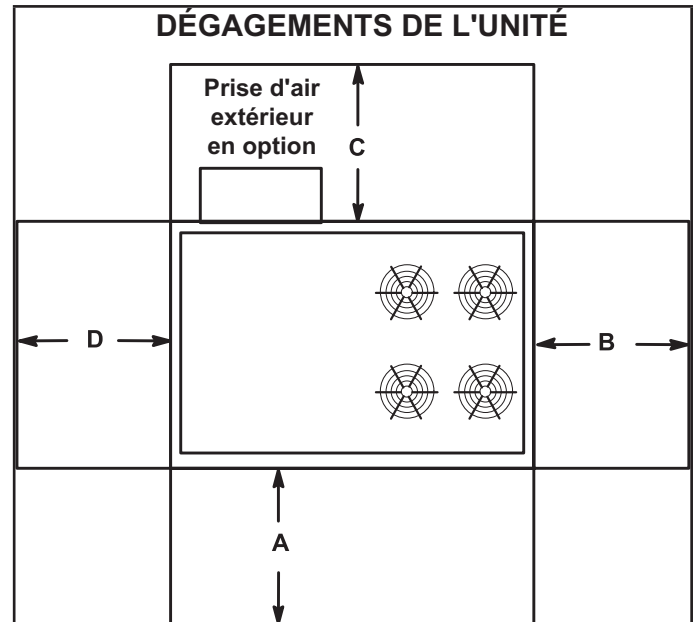 DÉGAGEMENTS DE L'UNITÉ
Prise d'air
extérieur
en option
C
D
B
A